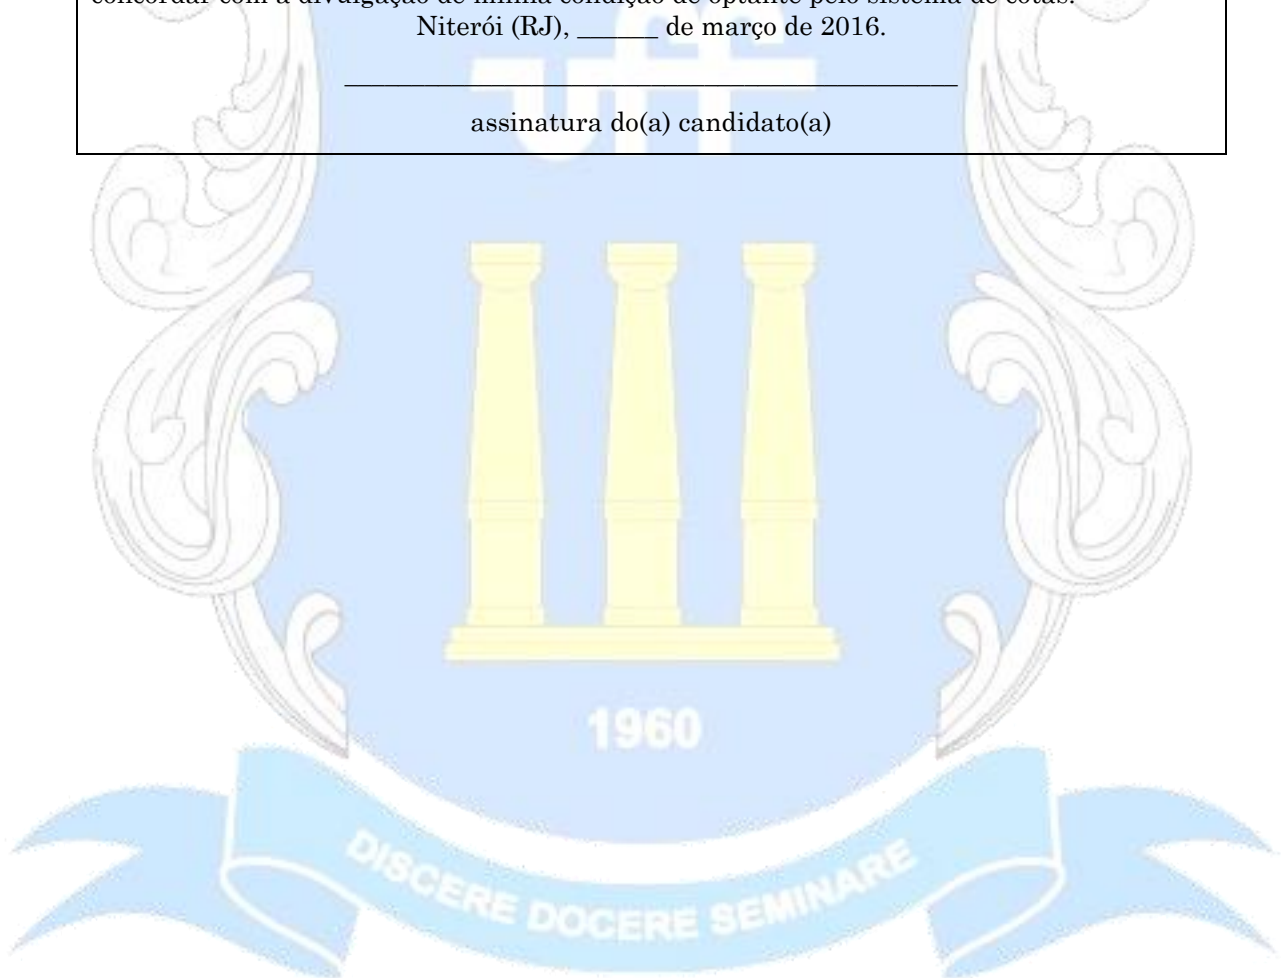 concordar com a divulgação de minha condição de optante pelo sistema de cotas.
Niterói (RJ), ______ de março de 2016.
assinatura do(a) candidato(a)
uff
1960
DISCERE DOCERE SEMINARE